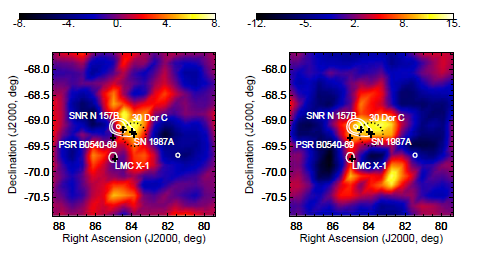 -8. -4. 0. 4. 8.
-12. 2. 8. 15.
-68.0
-68.5
-69.0
-69.5
-70.0
-70.5
88 86 84 82 80
Right Ascension (J2000, deg)
Declination (J2000, deg)
SNR N 157B
30 Dor C
SN 1987A
PSR B0540-69
LMC X-1
-68.0
-68.5
-69.0
-69.5
-70.0
-70.5
88 86 84 82 80
Right Ascension (J2000, deg)
Declination (J2000, deg)
SNR N 157B
30 Dor C
SN 1987A
PSR B0540-69
LMC X-1